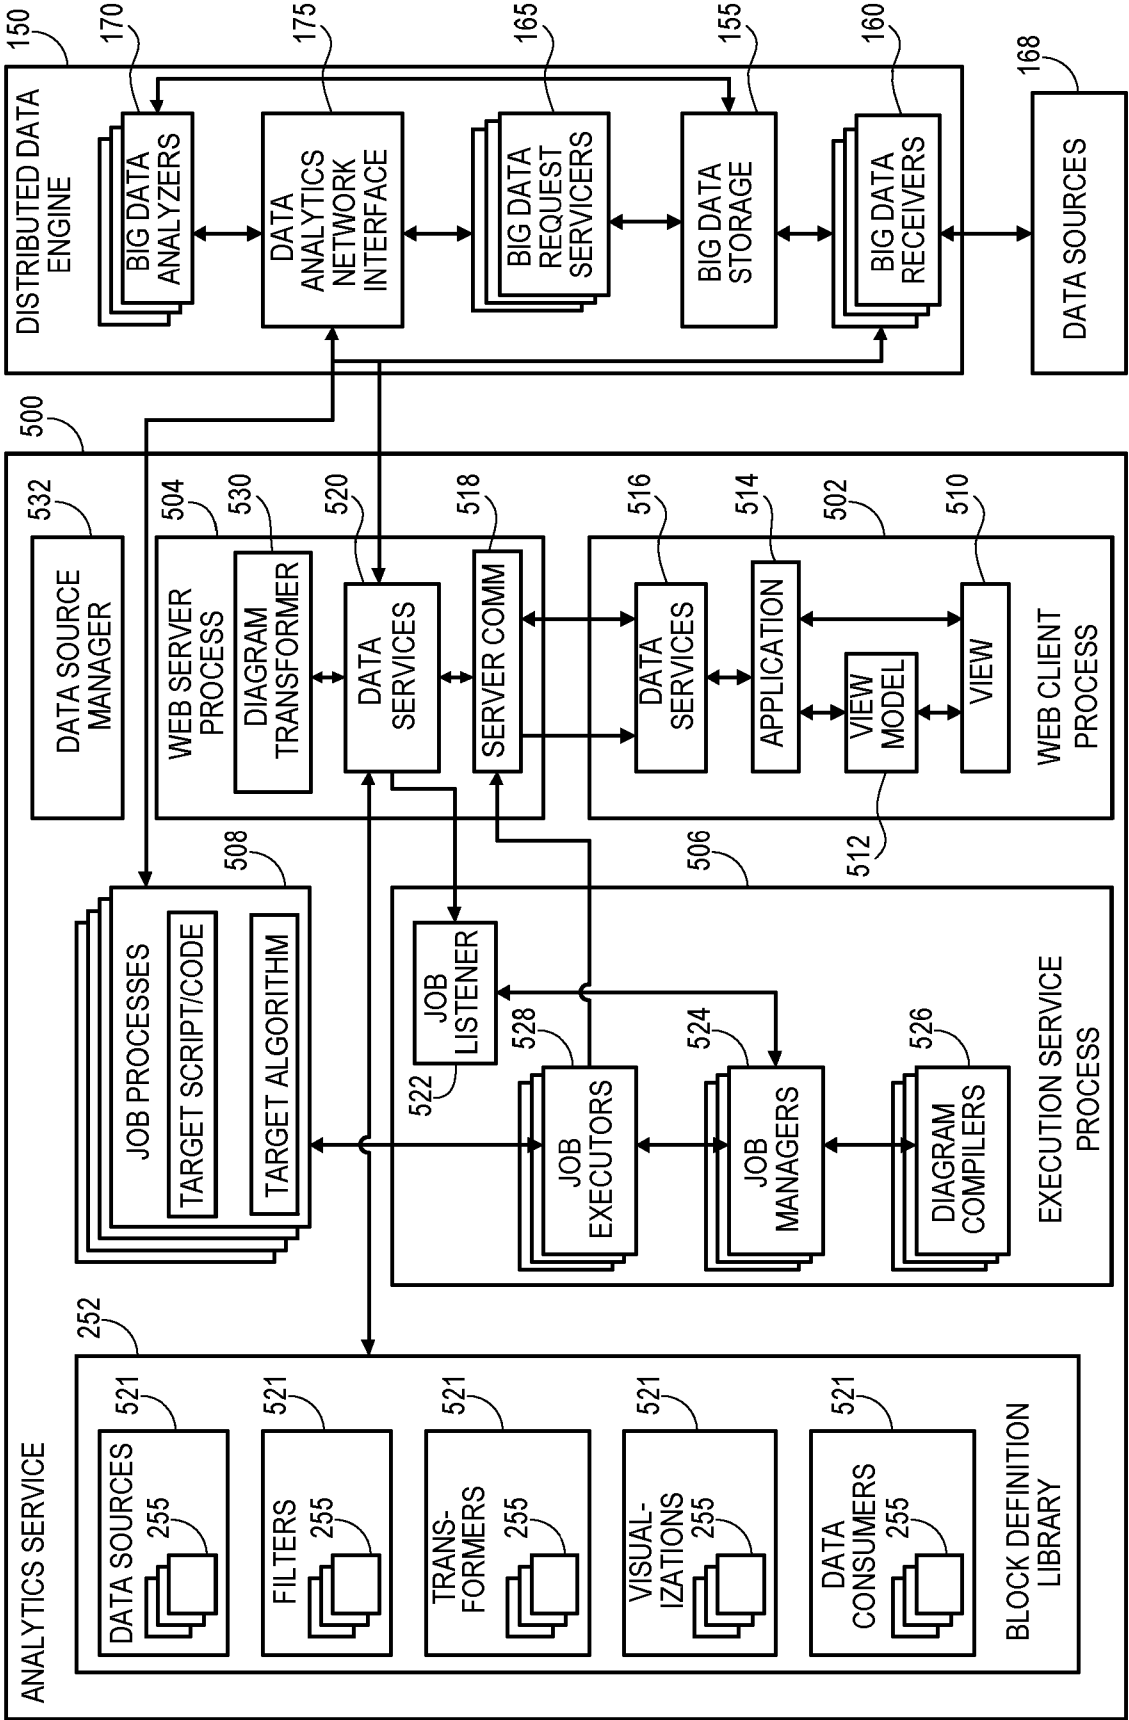 ANALYTICS SERVICE
500
DATA SOURCES
521
255
FILTERS
521
255
TRANS-
FORMERS
521
255
VISUAL-
IZATIONS
521
255
DATA
CONSUMERS
521
255
BLOCK DEFINITION
LIBRARY
252
JOB PROCESSES
TARGET SCRIPT/CODE
TARGET ALGORITHM
508
JOB
LISTENER
522
JOB
EXECUTORS
528
JOB
MANAGERS
524
DIAGRAM
COMPILERS
526
EXECUTION SERVICE
PROCESS
506
DATA SOURCE
MANAGER
532
WEB SERVER
PROCESS
504
DIAGRAM
TRANSFORMER
530
DATA
SERVICES
520
SERVER COMM
518
DATA
SERVICES
516
APPLICATION
514
VIEW
MODEL
512
VIEW
510
WEB CLIENT
PROCESS
502
DISTRIBUTED DATA
ENGINE
150
BIG DATA
ANALYZERS
170
DATA
ANALYTICS
NETWORK
INTERFACE
175
BIG DATA
REQUEST
SERVICERS
165
BIG DATA
STORAGE
155
BIG DATA
RECEIVERS
160
DATA SOURCES
168